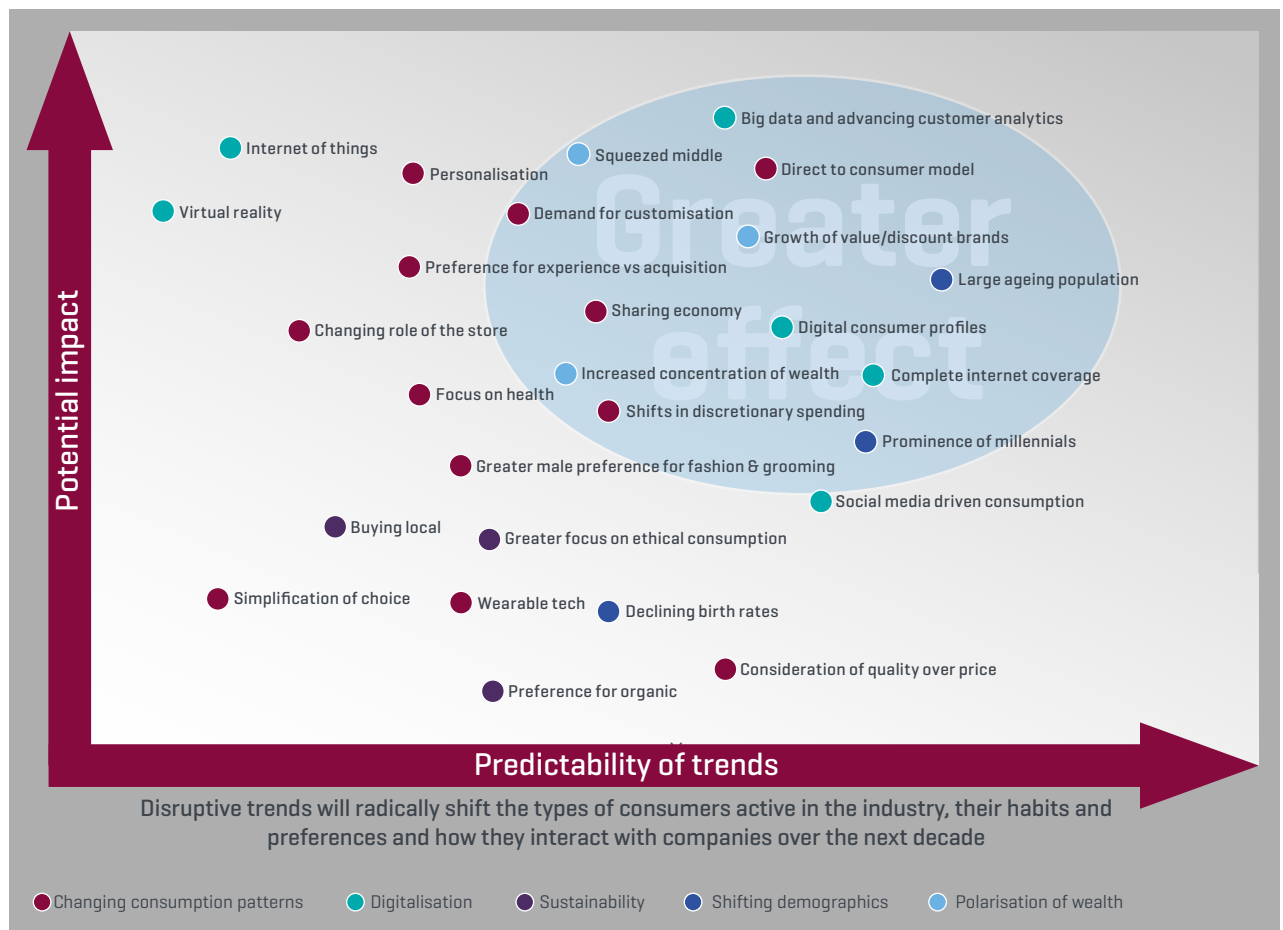 Big data and advancing customer analytics
Internet of things
Squeezed middle
Personalisation
Direct to consumer model
Virtual reality
Demand for customisation
Greater
Growth of value/discount brands
Preference for experience vs acquisition
Large ageing population
Sharing economy
Changing role of the store
Digital consumer profiles
effect
Increased concentration of wealth
Complete internet coverage
Focus on health
Shifts in discretionary spending
Prominence of millennials
Greater male preference for fashion & grooming
Social media driven consumption
Buying local
Greater focus on ethical consumption
Simplification of choice
Wearable tech
Declining birth rates
Consideration of quality over price
Preference for organic
Potential impact
Predictability of trends
Disruptive trends will radically shift the types of consumers active in the industry, their habits and
preferences and how they interact with companies over the next decade
Changing consumption patterns
Digitalisation
Sustainability
Shifting demographics
Polarisation of wealth